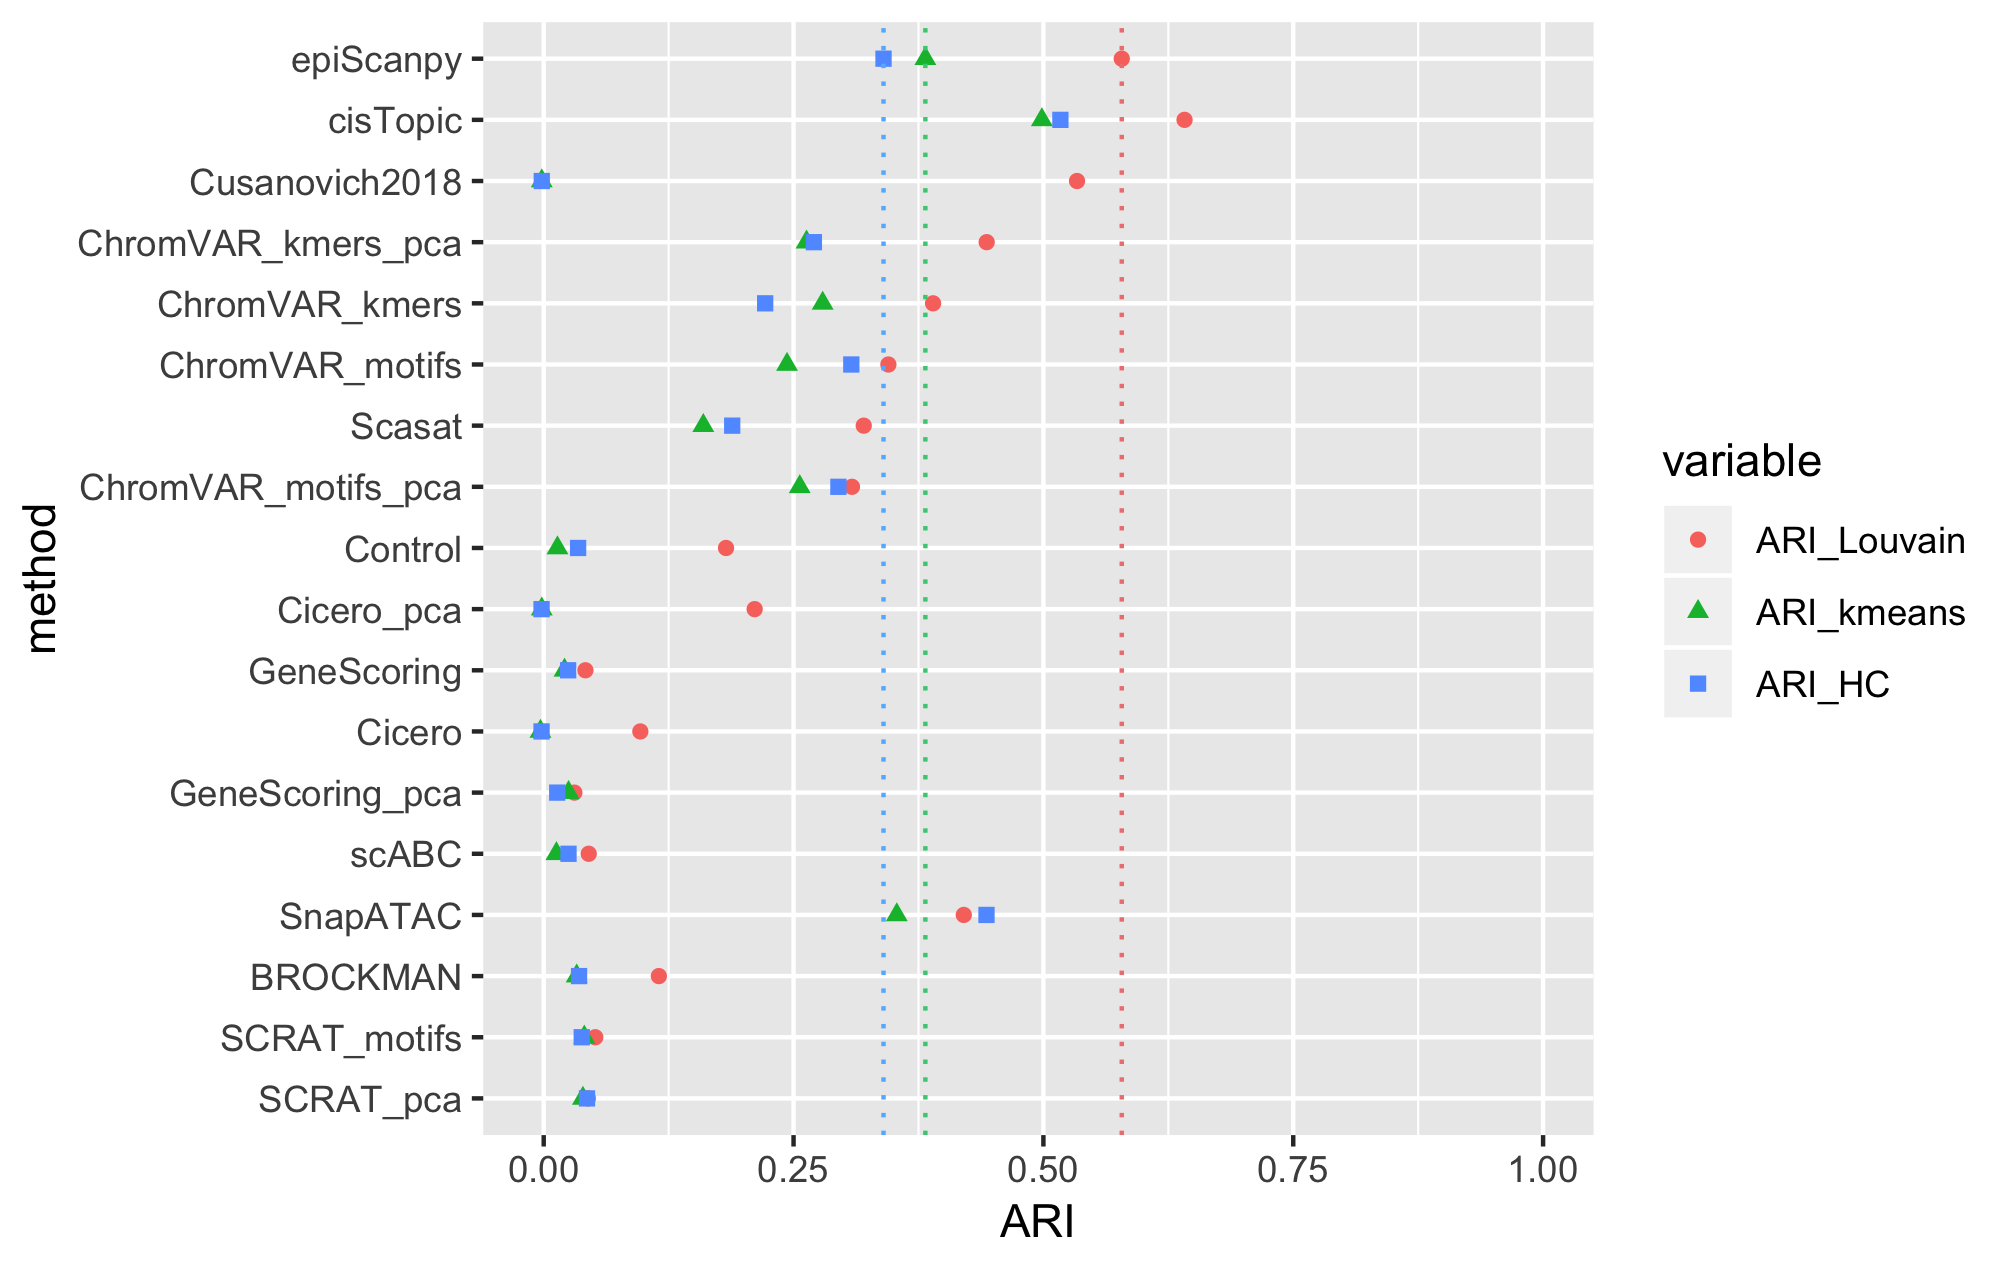 epiScanpy
cisTopic
Cusanovich2018
ChromVAR_kmers_pca
ChromVAR_kmers
ChromVAR_motifs
Scasat
ChromVAR_motifs_pca
Control
Cicero_pca
GeneScoring
Cicero
GeneScoring_pca
scABC
SnapATAC
BROCKMAN
SCRAT_motifs
SCRAT_pca
method
0.00 0.25 0.50 0.75 1.00
ARI
variable
ARI_Louvain
ARI_kmeans
ARI_HC